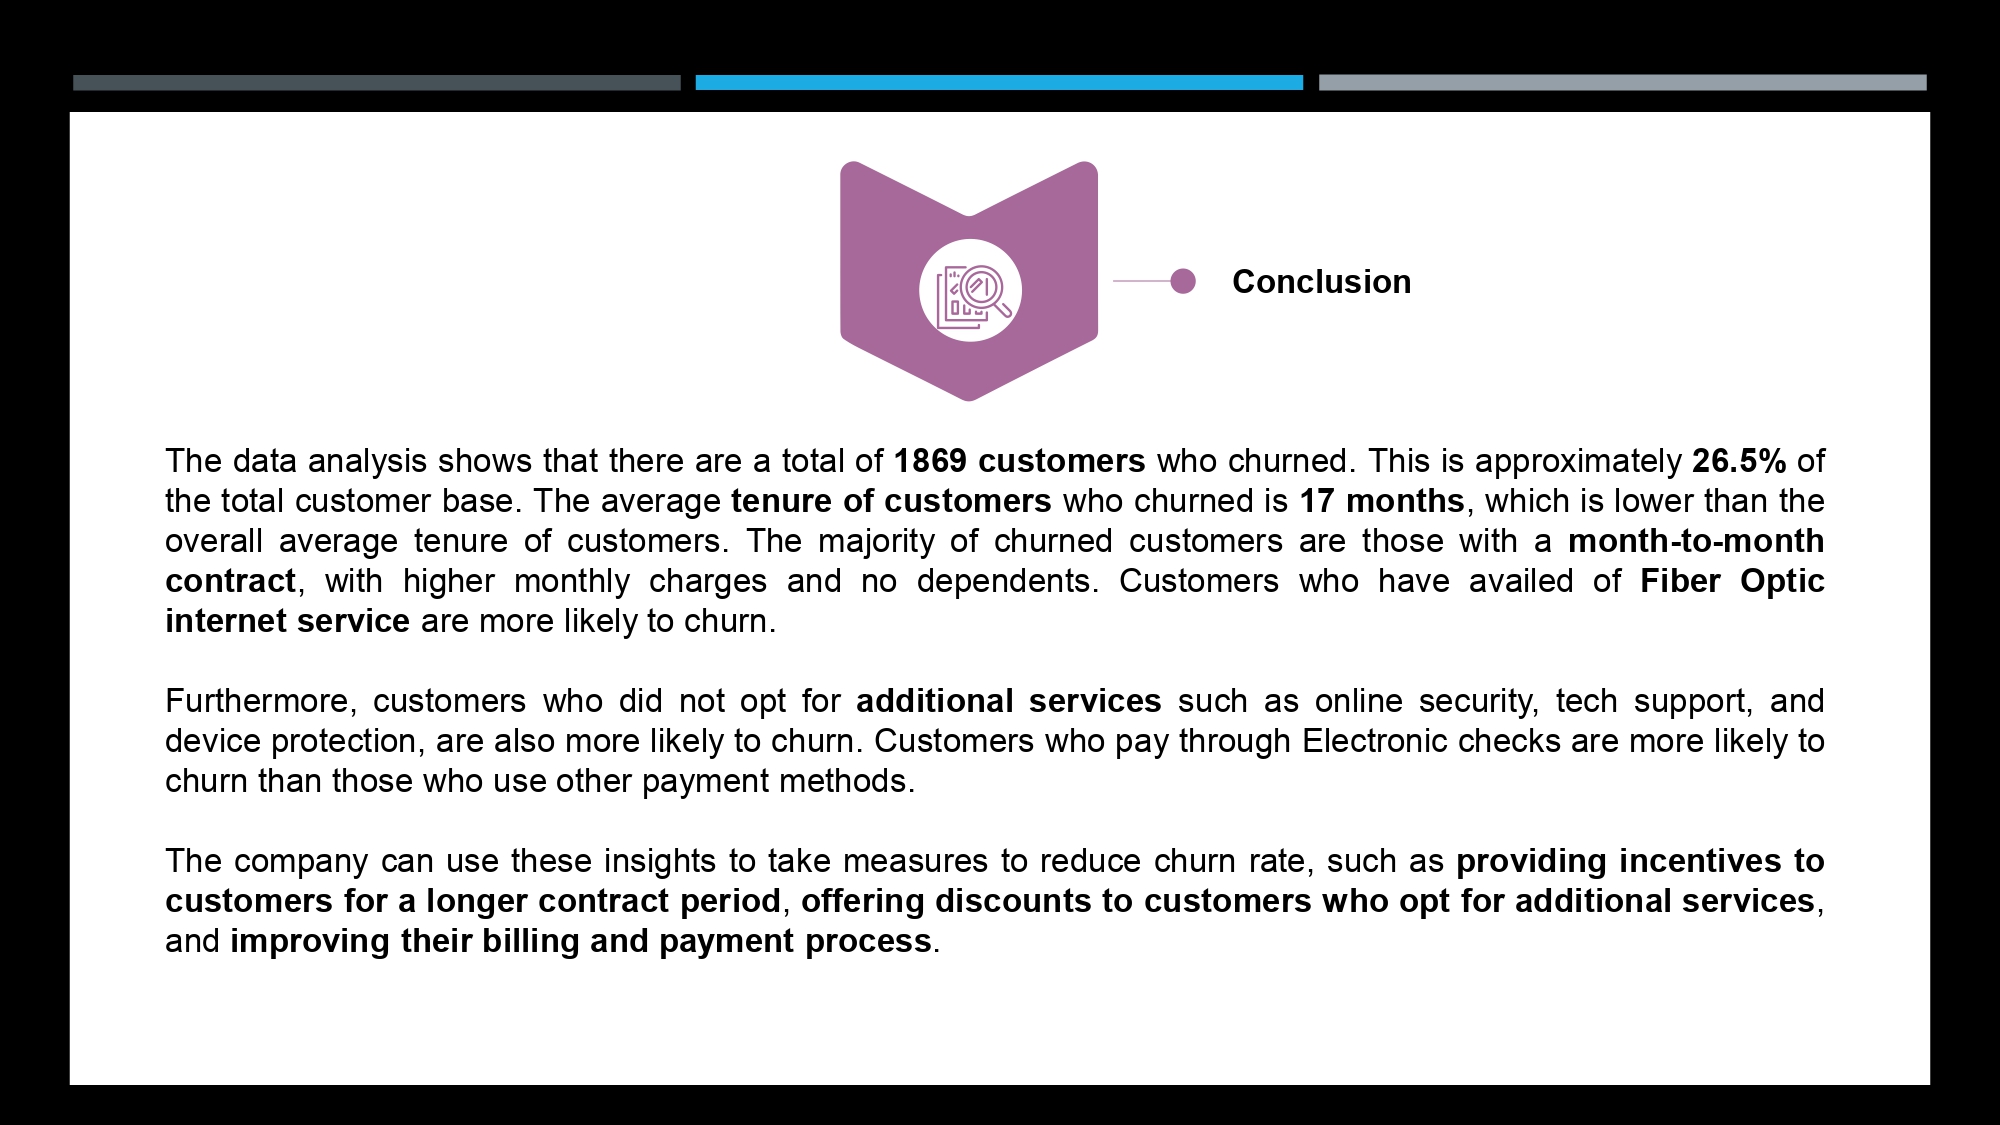 Conclusion
The data analysis shows that there are a total of 1869 customers who churned. This is approximately 26.5% of
the total customer base. The average tenure of customers who churned is 17 months, which is lower than the
overall average tenure of customers. The majority of churned customers are those with a month-to-month
contract, with higher monthly charges and no dependents. Customers who have availed of Fiber Optic
internet service are more likely to churn.
Furthermore, customers who did not opt for additional services such as online security, tech support, and
device protection, are also more likely to churn. Customers who pay through Electronic checks are more likely to
churn than those who use other payment methods.
The company can use these insights to take measures to reduce churn rate, such as providing incentives to
customers for a longer contract period, offering discounts to customers who opt for additional services,
and improving their billing and payment process.